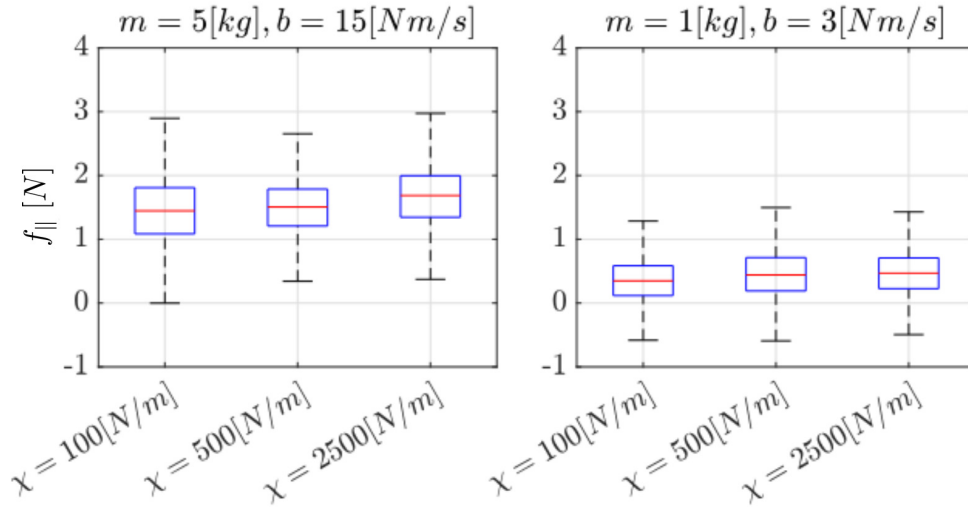 m = 5[kg], b = 15[Nm/s]
m = 1[kg], b = 3[Nm/s]
f∥ [N]
4
3
2
1
0
-1
χ = 100[N/m]
χ = 500[N/m]
χ = 2500[N/m]
4
3
2
1
0
-1
χ = 100[N/m]
χ = 500[N/m]
χ = 2500[N/m]